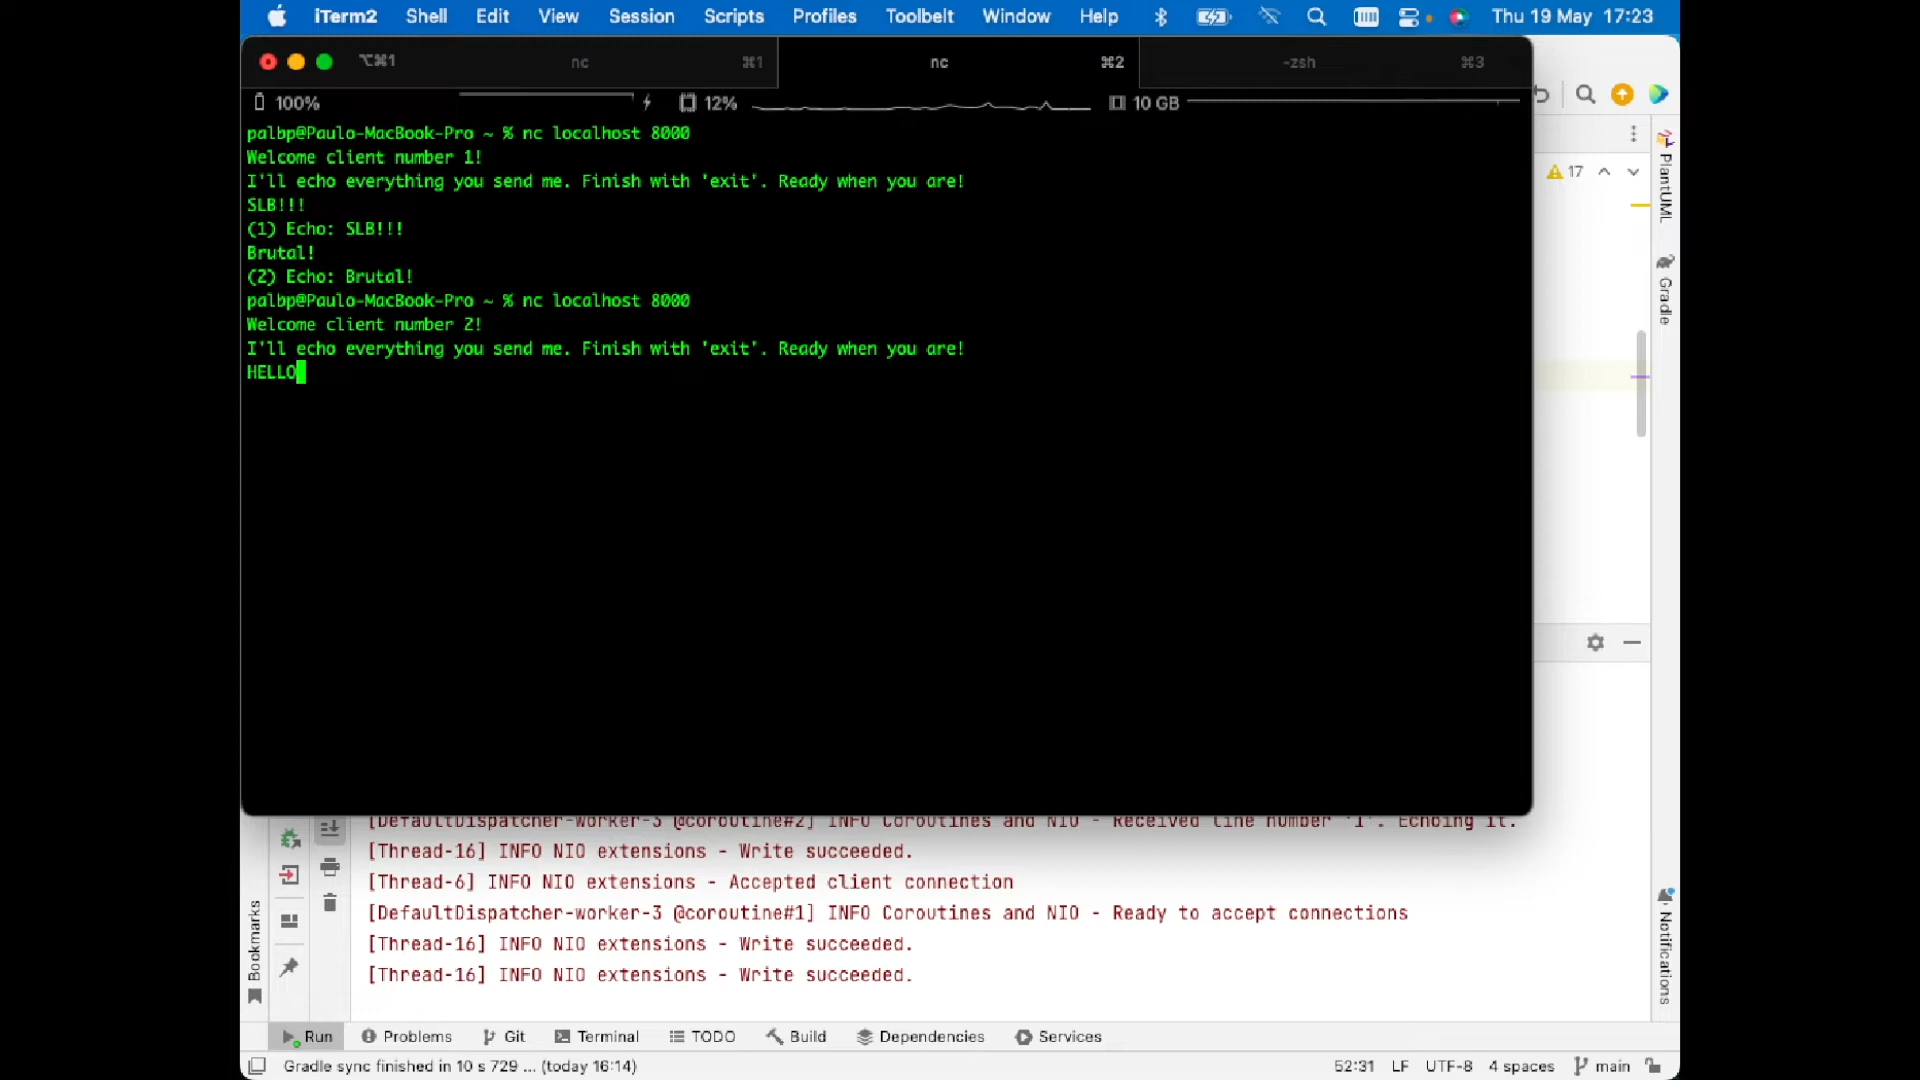 iTerm2 Shell Edit View Session Scripts Profiles Toolbelt Window Help Thu 19 May 17:23
⌥⌘1 nc ⌘1 nc ⌘2 -zsh ⌘3
100% 12% 10 GB
palbp@Paulo-MacBook-Pro ~ % nc localhost 8000
Welcome client number 1!
I'll echo everything you send me. Finish with 'exit'. Ready when you are!
SLB!!!
(1) Echo: SLB!!!
Brutal!
(2) Echo: Brutal!
palbp@Paulo-MacBook-Pro ~ % nc localhost 8000
Welcome client number 2!
I'll echo everything you send me. Finish with 'exit'. Ready when you are!
HELLO
17
PlantUML
Gradle
[DefaultDispatcher-worker-3 @coroutine#2] INFO Coroutines and NIO - Received line number '1'. Echoing it.
[Thread-16] INFO NIO extensions - Write succeeded.
[Thread-6] INFO NIO extensions - Accepted client connection
[DefaultDispatcher-worker-3 @coroutine#1] INFO Coroutines and NIO - Ready to accept connections
[Thread-16] INFO NIO extensions - Write succeeded.
[Thread-16] INFO NIO extensions - Write succeeded.
Bookmarks
Notifications
Run Problems Git Terminal TODO Build Dependencies Services
Gradle sync finished in 10 s 729 ... (today 16:14) 52:31 LF UTF-8 4 spaces main